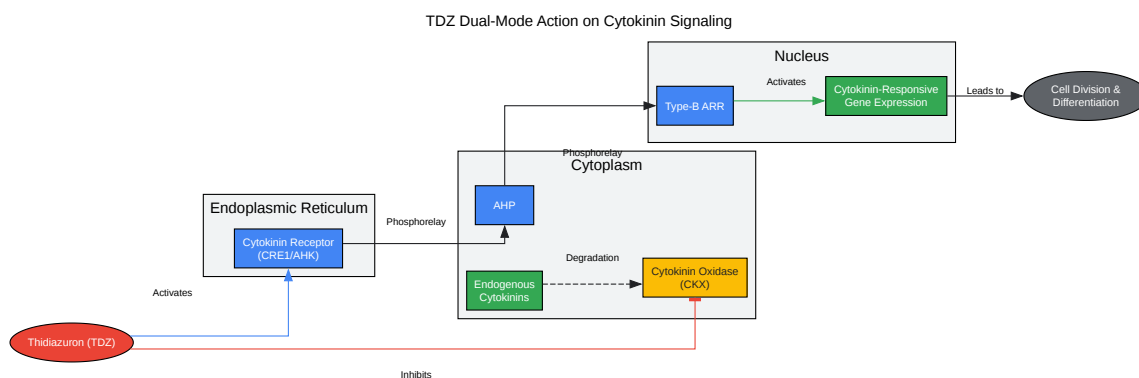 TDZ Dual-Mode Action on Cytokinin Signaling
Nucleus
Type-B ARR
Activates
Cytokinin-Responsive
Gene Expression
Leads to
Cell Division &
Differentiation
Phosphorelay
Cytoplasm
AHP
Endoplasmic Reticulum
Cytokinin Receptor
(CRE1/AHK)
Phosphorelay
Degradation
Endogenous
Cytokinins
Cytokinin Oxidase
(CKX)
Activates
Thidiazuron (TDZ)
Inhibits